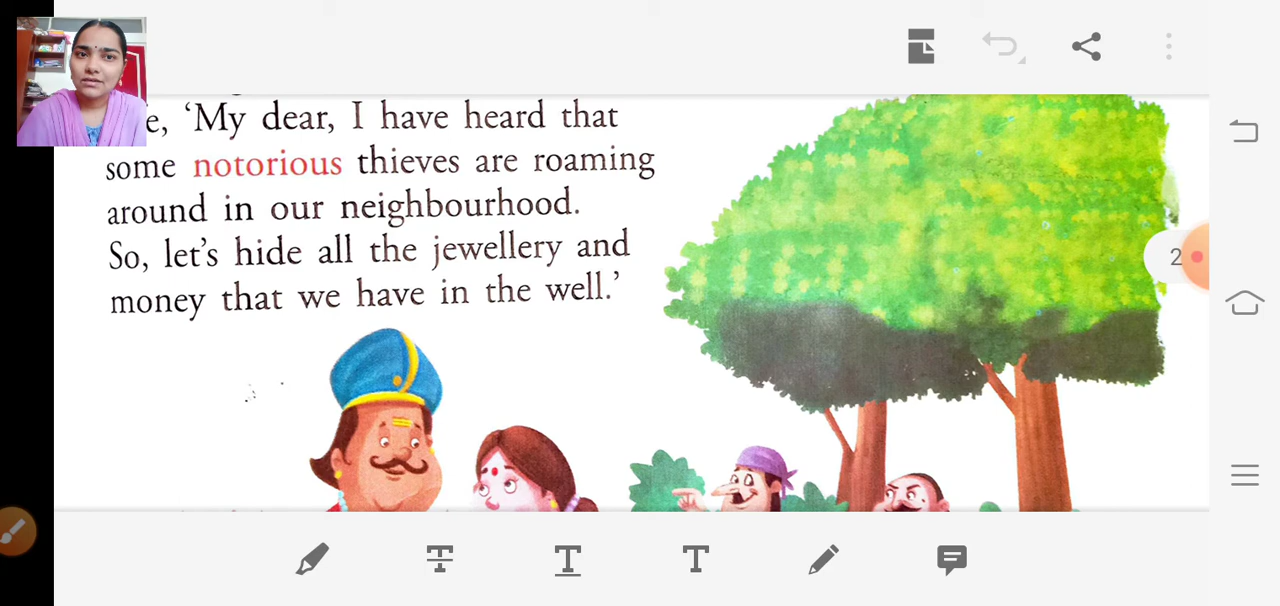 ‘My dear, I have heard that
some notorious thieves are roaming
around in our neighbourhood.
So, let’s hide all the jewellery and
money that we have in the well.’
2